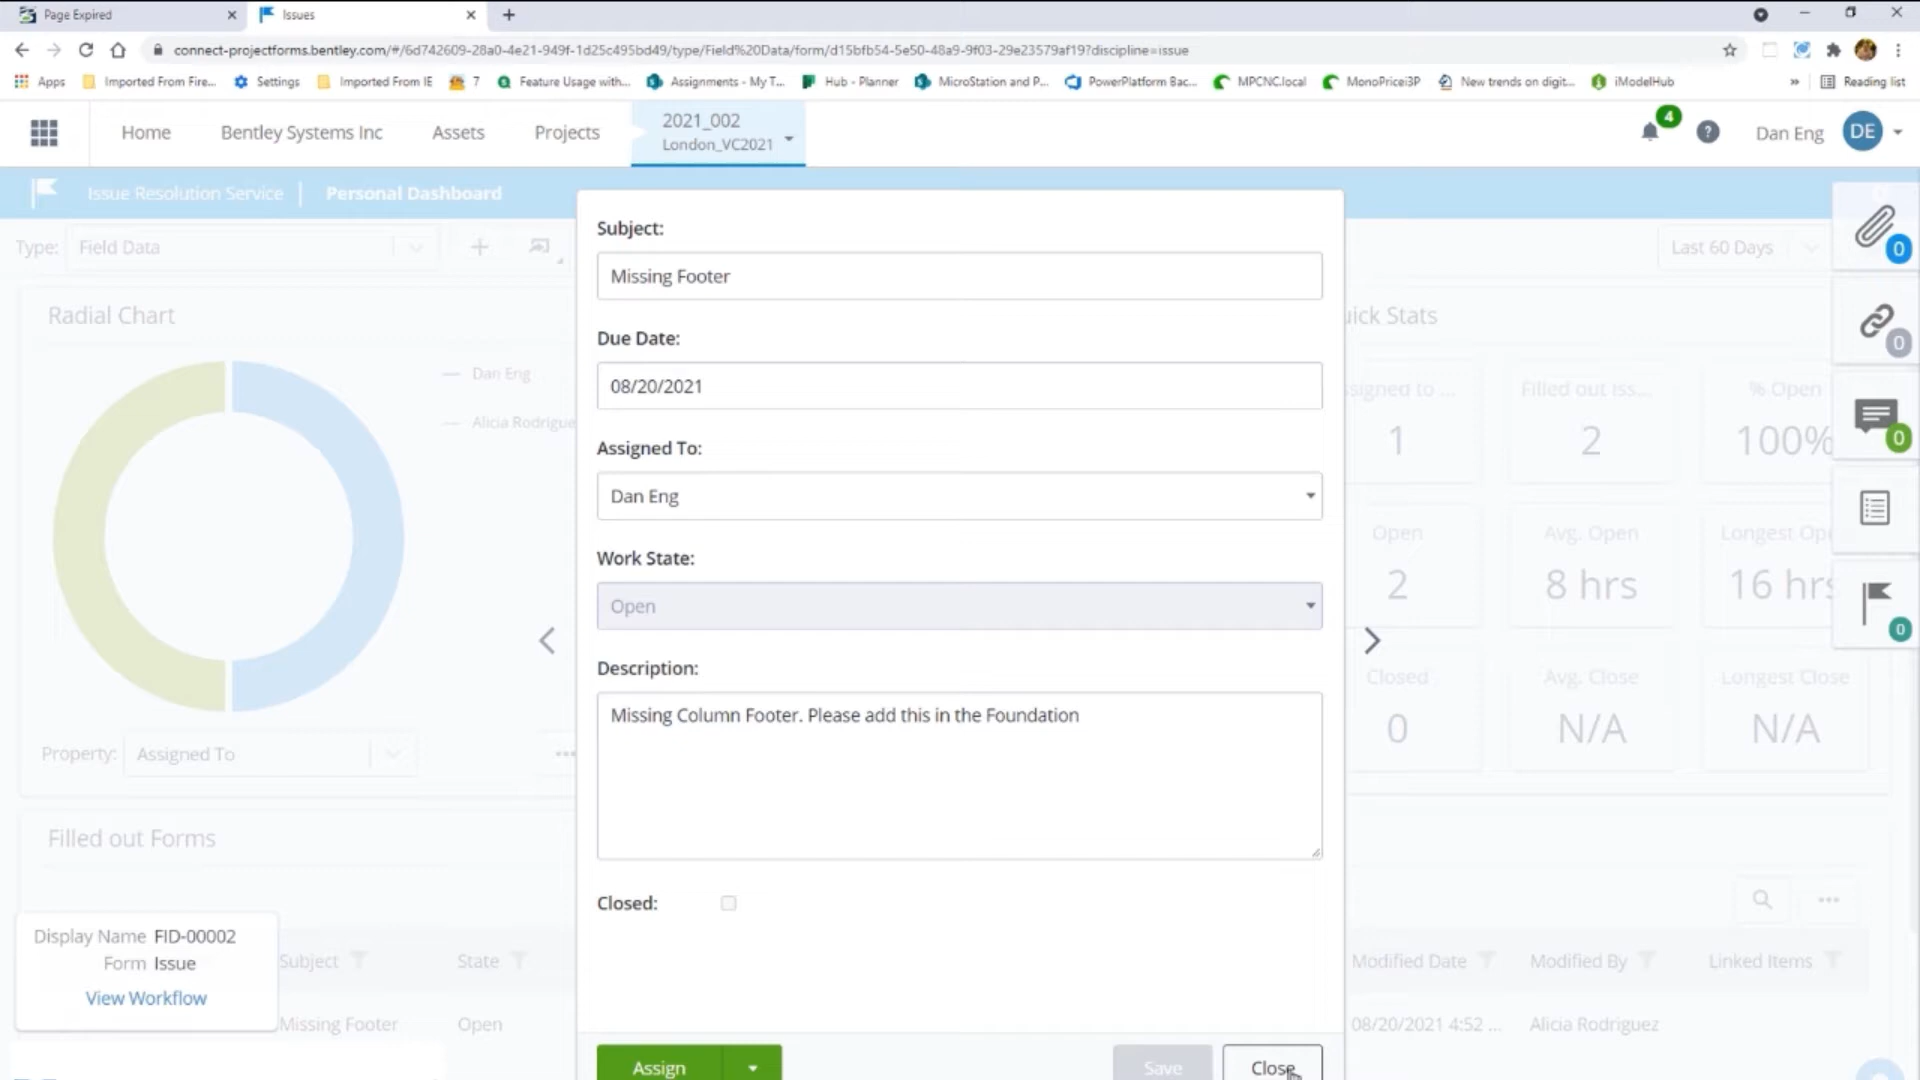 Page Expired
Issues
connect-projectforms.bentley.com/#/6d742609-28a0-4e21-949f-1d25c495bd49/type/Field%20Data/form/d15bfb54-5e50-48a9-9f03-29e23579af19?discipline=issue
Apps
Imported From Fire...
Settings
Imported From IE
7
Feature Usage with...
Assignments - My T...
Hub - Planner
MicroStation and P...
PowerPlatform Bac...
MPCNC.local
MonoPricei3P
New trends on digit...
iModelHub
»
Reading list
Home
Bentley Systems Inc
Assets
Projects
2021_002
London_VC2021
4
?
Dan Eng
DE
Issue Resolution Service
Personal Dashboard
Type:
Field Data
Last 60 Days
Radial Chart
Dan Eng
Alicia Rodrigue
Property:
Assigned To
Subject:
Missing Footer
Due Date:
08/20/2021
Assigned To:
Dan Eng
Work State:
Open
Description:
Missing Column Footer. Please add this in the Foundation
Closed:
Assign
Save
Close
uick Stats
signed to ...
1
Filled out Iss...
2
% Open
100%
Open
2
Avg. Open
8 hrs
Longest Ope
16 hrs
Closed
0
Avg. Close
N/A
Longest Close
N/A
0
0
0
0
Filled out Forms
Display Name FID-00002
Form Issue
View Workflow
Subject
State
Modified Date
Modified By
Linked Items
Missing Footer
Open
08/20/2021 4:52 ...
Alicia Rodriguez